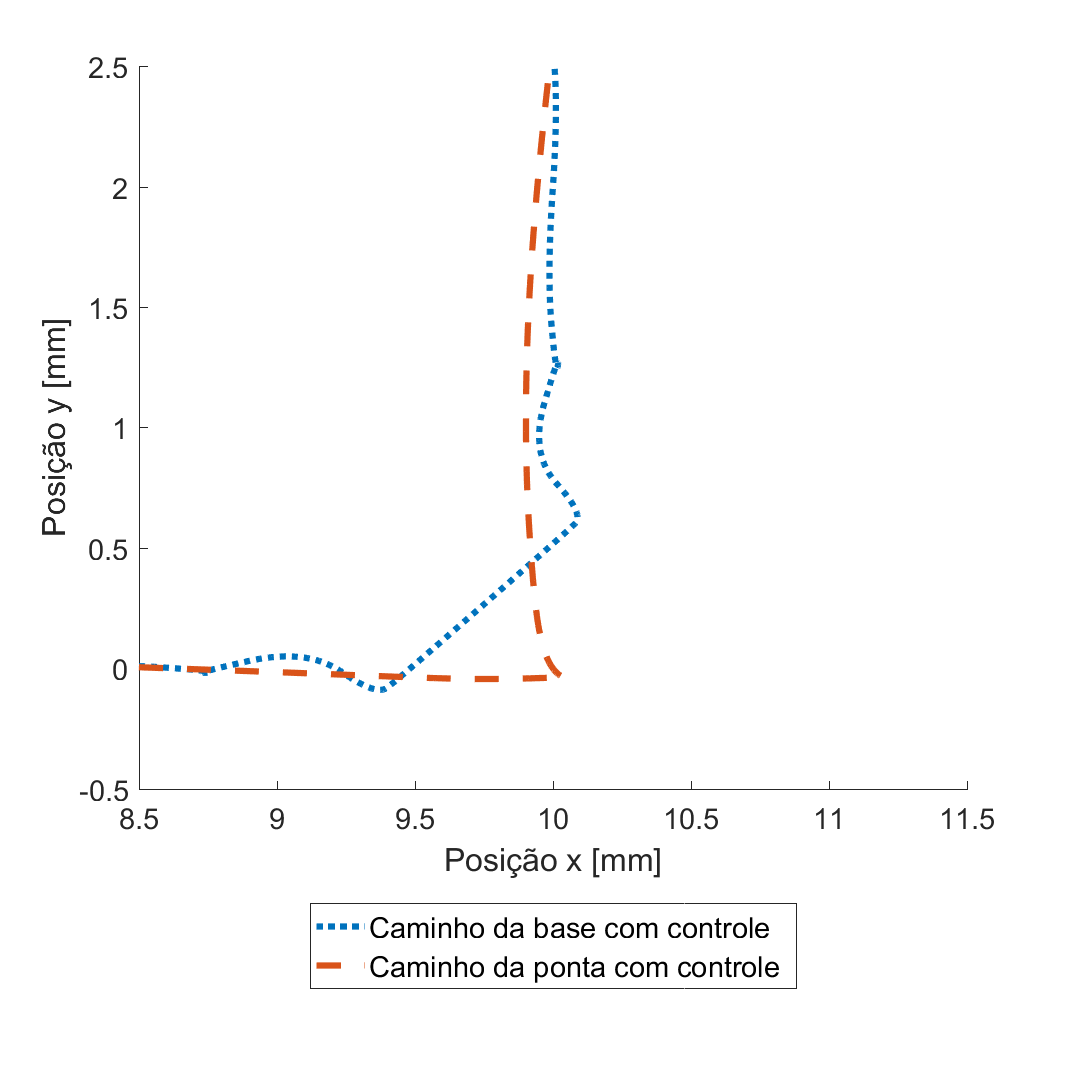 2.5
2
1.5
1
0.5
0
-0.5
Posição y [mm]
8.5 9 9.5 10 10.5 11 11.5
Posição x [mm]
Caminho da base com controle
Caminho da ponta com controle